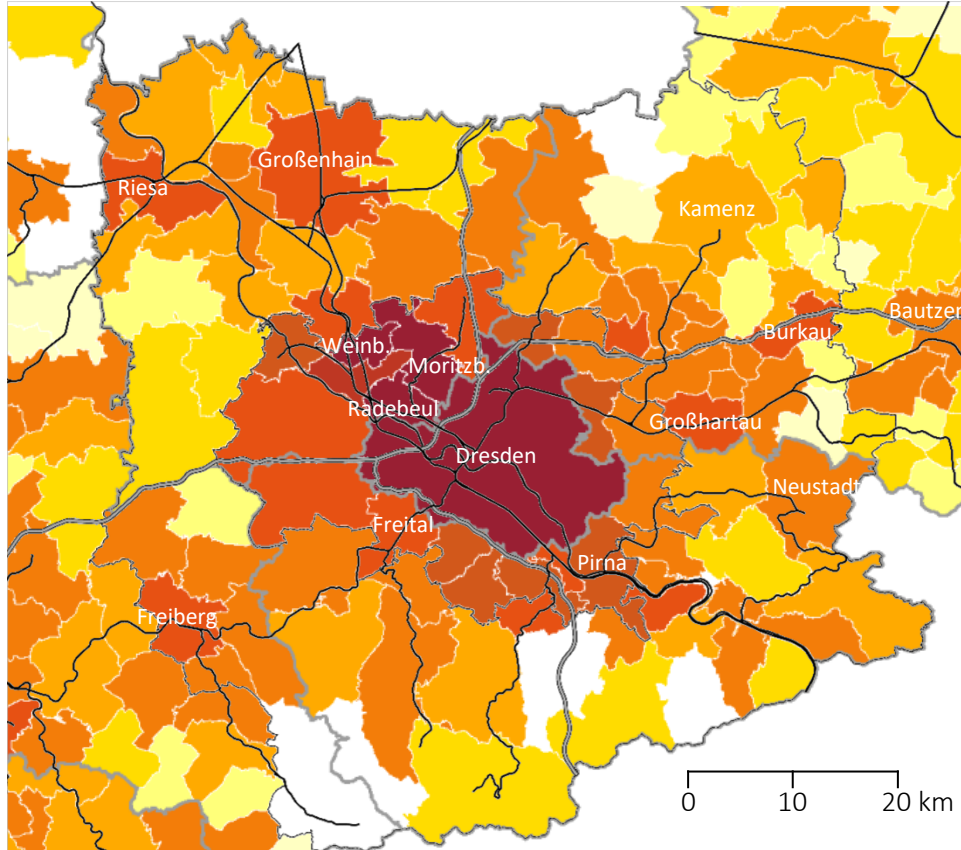 Großenhain
Riesa
Kamenz
Bautzen
Burkau
Weinb.
Moritzb.
Radebeul
Großhartau
Dresden
Neustadt
Freital
Pirna
Freiberg
0 10 20 km